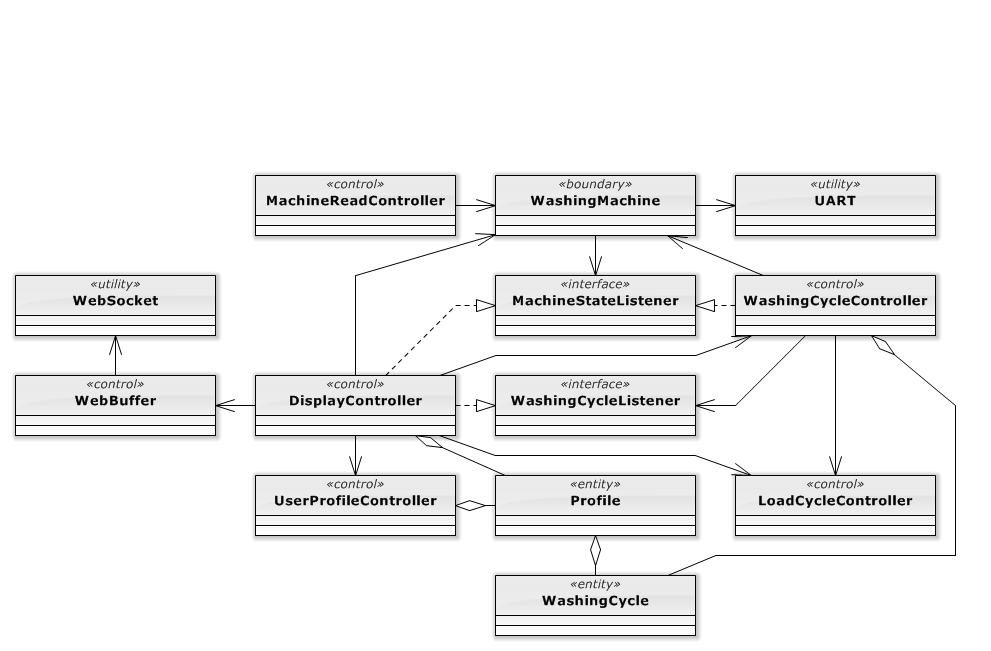 «control»
MachineReadController
«boundary»
WashingMachine
«utility»
UART
«utility»
WebSocket
«interface»
MachineStateListener
«control»
WashingCycleController
«control»
WebBuffer
«control»
DisplayController
«interface»
WashingCycleListener
«control»
UserProfileController
«entity»
Profile
«control»
LoadCycleController
«entity»
WashingCycle